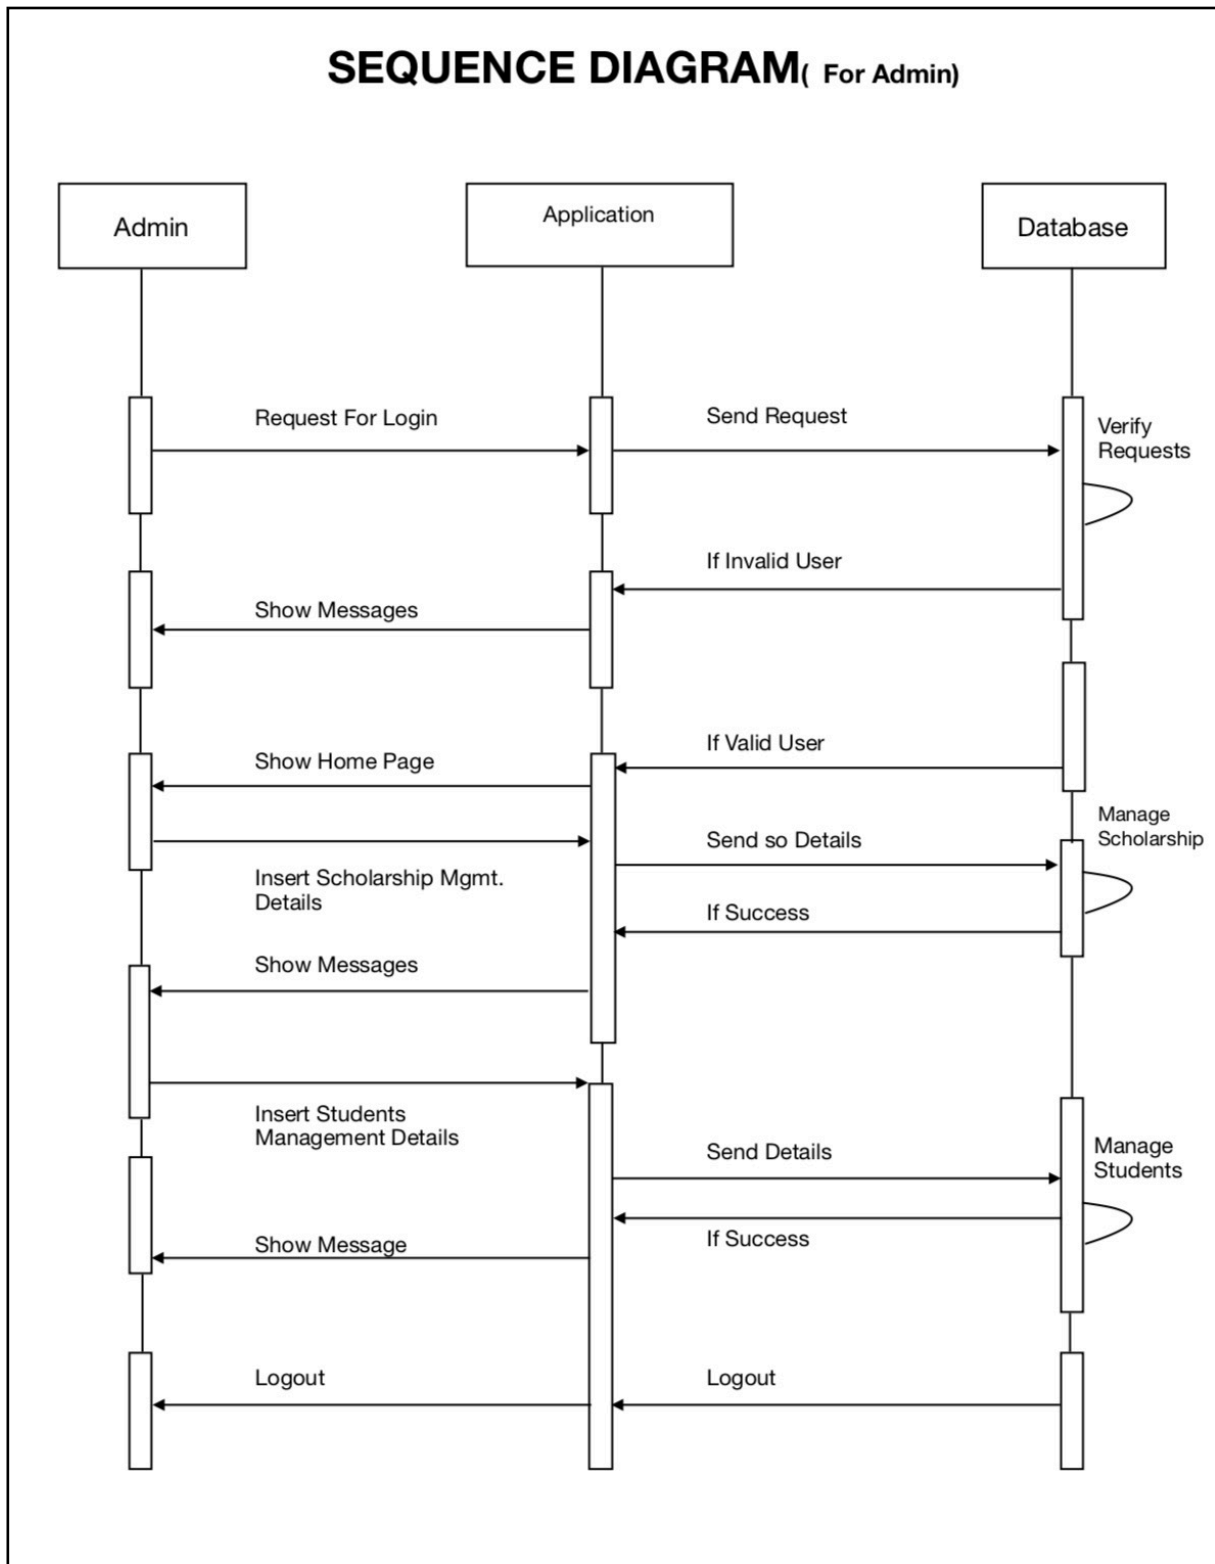 SEQUENCE DIAGRAM( For Admin)
Admin
Application
Database
Request For Login
Send Request
Verify
Requests
If Invalid User
Show Messages
If Valid User
Show Home Page
Manage
Scholarship
Send so Details
Insert Scholarship Mgmt.
Details
If Success
Show Messages
Insert Students
Management Details
Send Details
Manage
Students
If Success
Show Message
Logout
Logout